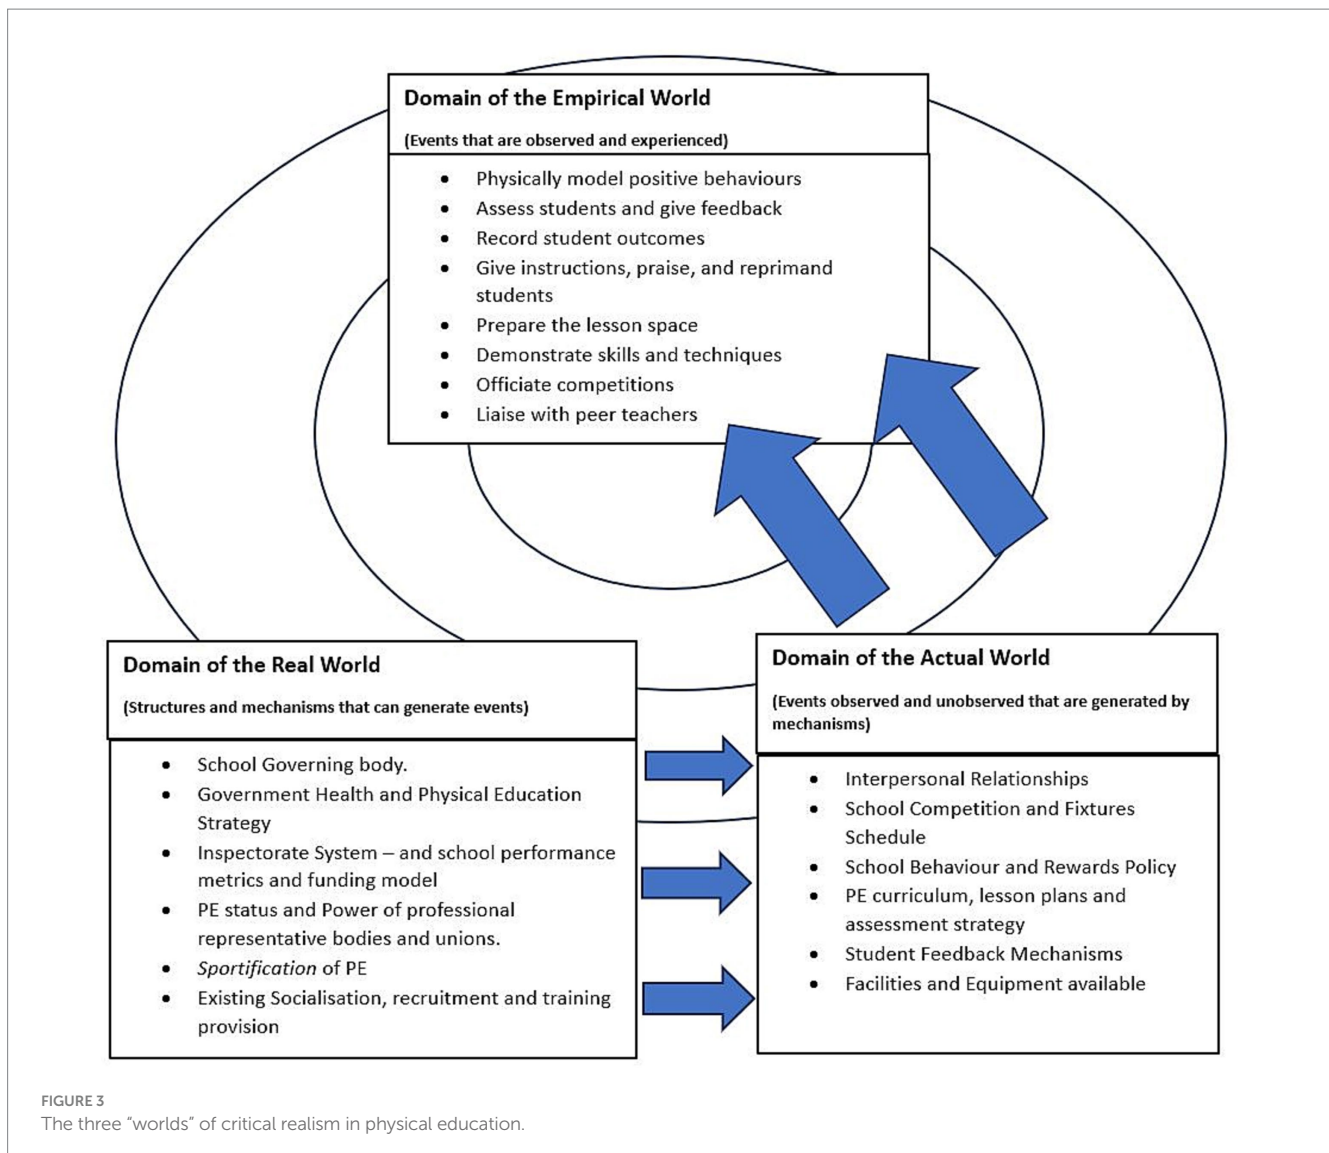 Domain of the Empirical World
(Events that are observed and experienced)
• Physically model positive behaviours
• Assess students and give feedback
• Record student outcomes
• Give instructions, praise, and reprimand
students
• Prepare the lesson space
• Demonstrate skills and techniques
• Officiate competitions
• Liaise with peer teachers
Domain of the Real World
(Structures and mechanisms that can generate events)
• School Governing body.
• Government Health and Physical Education
Strategy
• Inspectorate System – and school performance
metrics and funding model
• PE status and Power of professional
representative bodies and unions.
• Sportification of PE
• Existing Socialisation, recruitment and training
provision
Domain of the Actual World
(Events observed and unobserved that are generated by
mechanisms)
• Interpersonal Relationships
• School Competition and Fixtures
Schedule
• School Behaviour and Rewards Policy
• PE curriculum, lesson plans and
assessment strategy
• Student Feedback Mechanisms
• Facilities and Equipment available
FIGURE 3
The three “worlds” of critical realism in physical education.